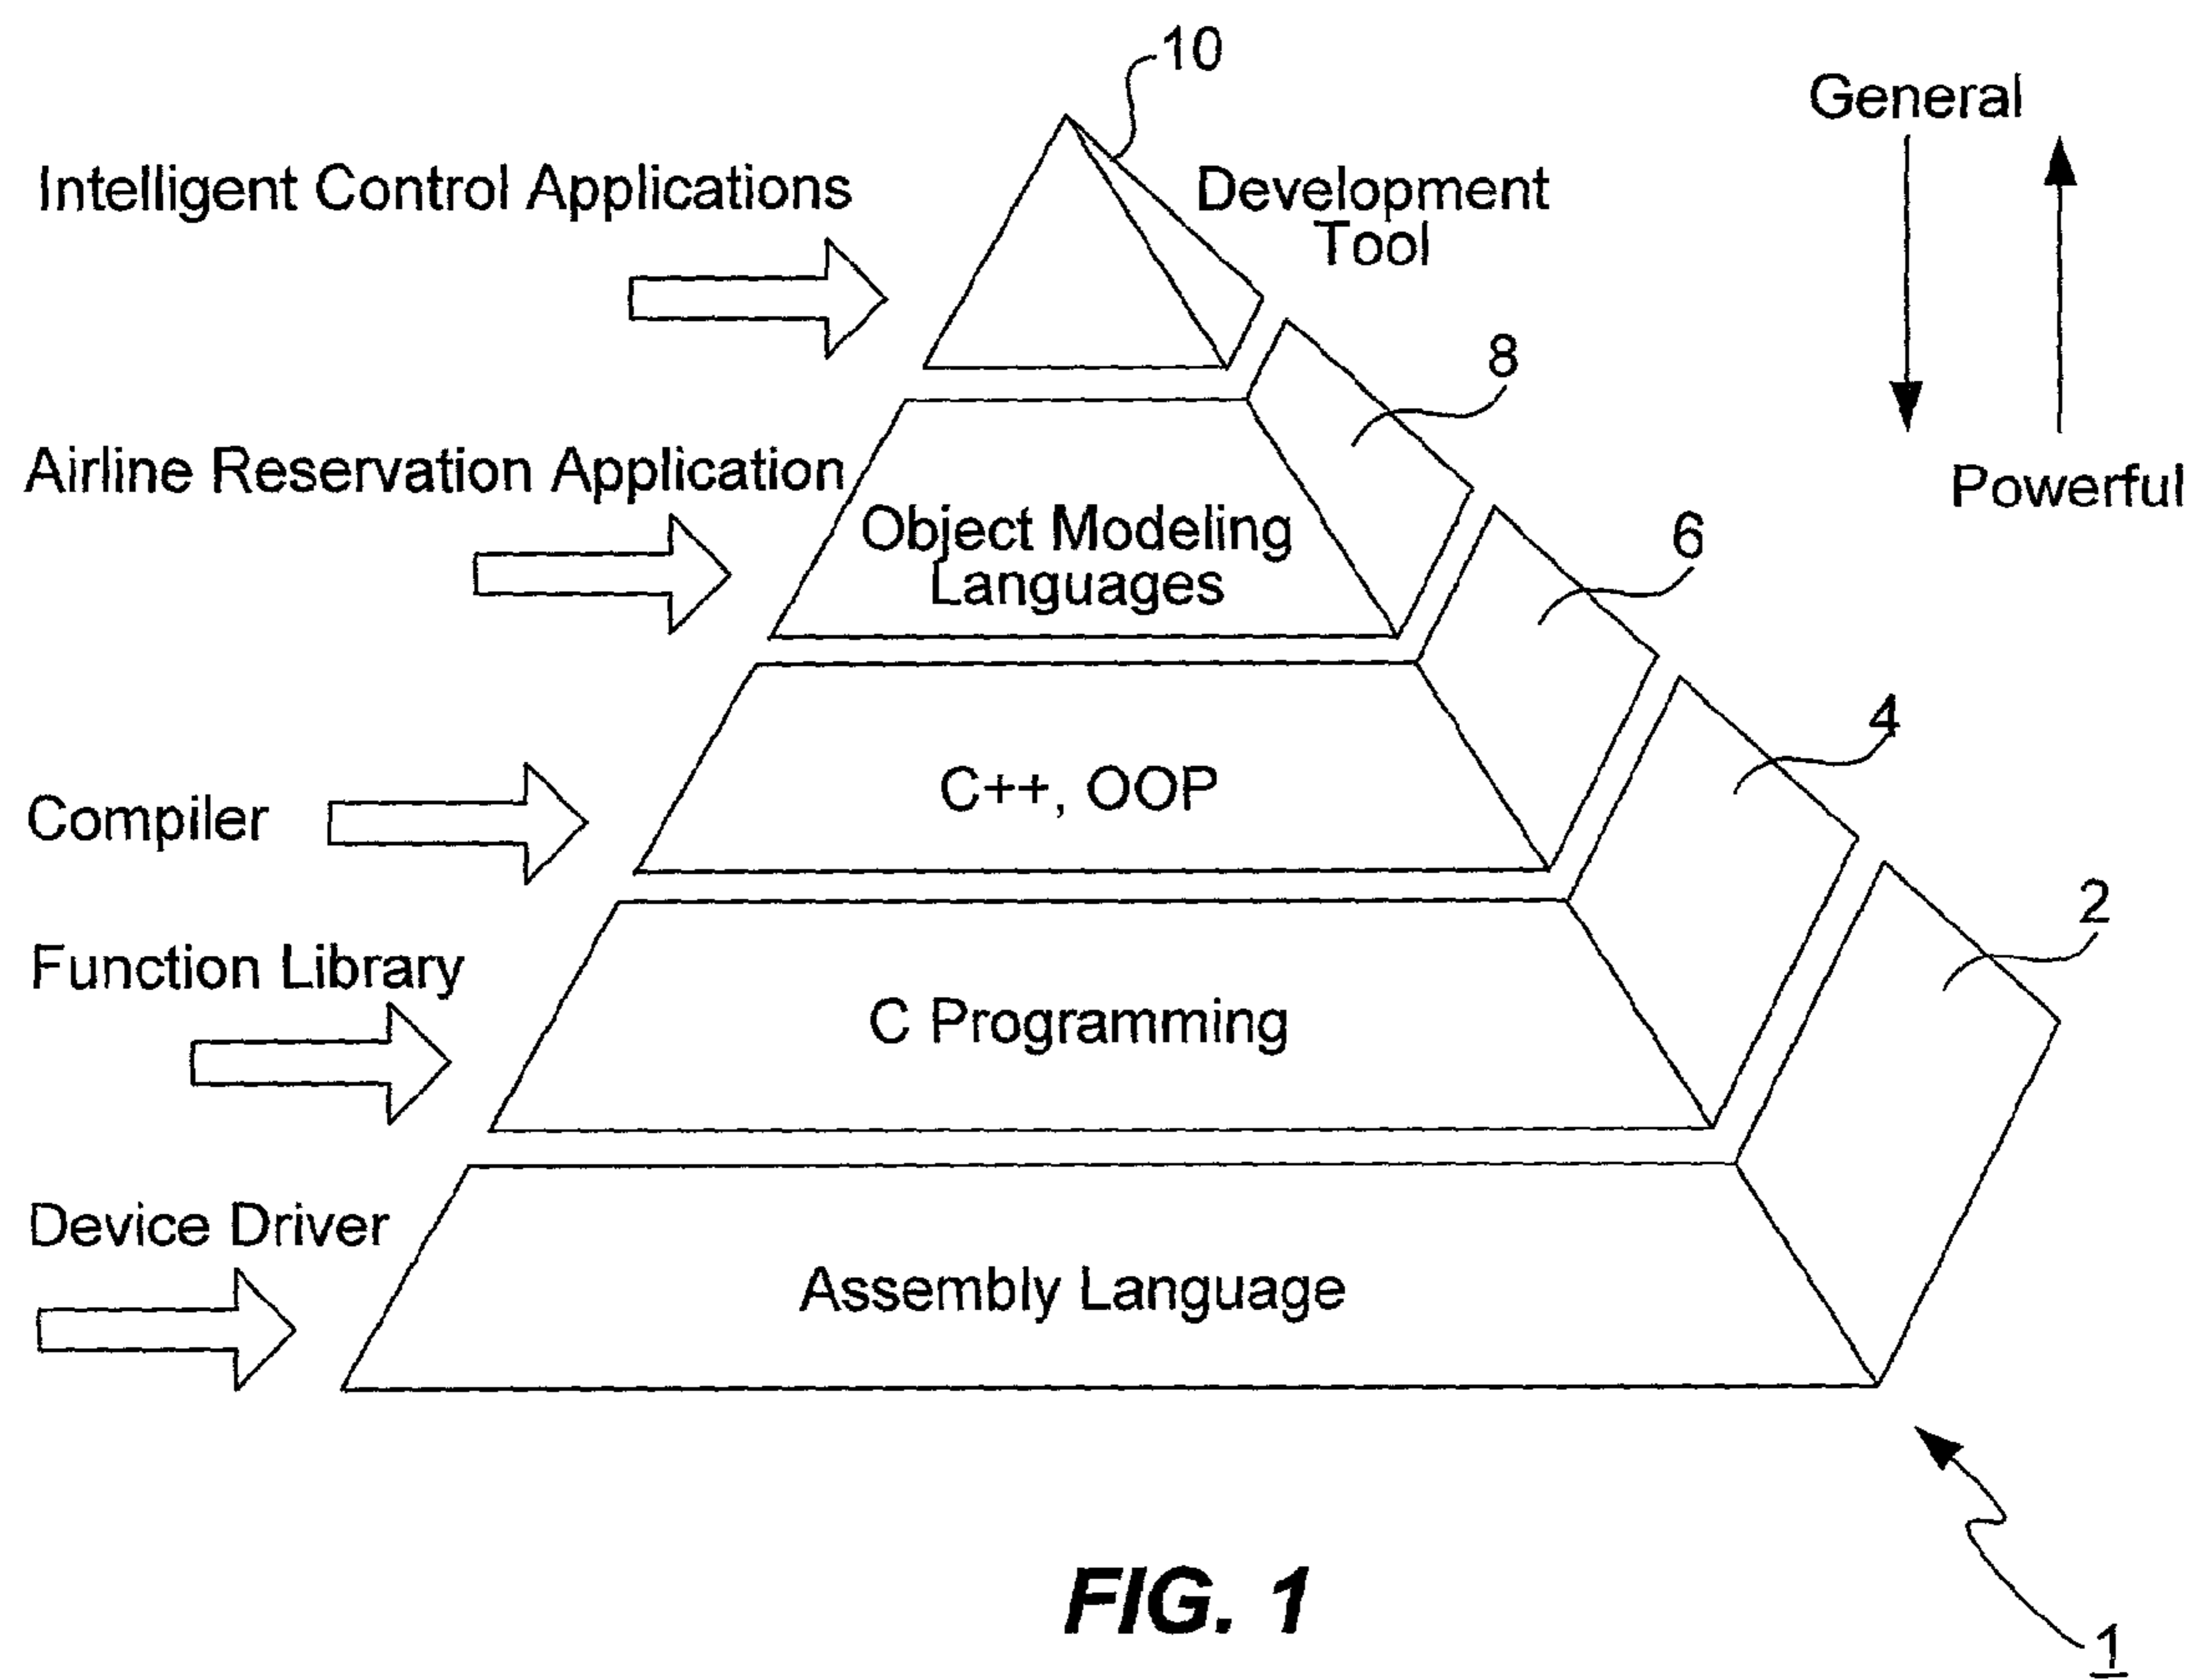 10
General
Intelligent Control Applications
Development
Tool
8
Airline Reservation Application
Powerful
Object Modeling
Languages
6
4
Compiler
C++, OOP
2
Function Library
C Programming
Device Driver
Assembly Language
FIG. 1
1